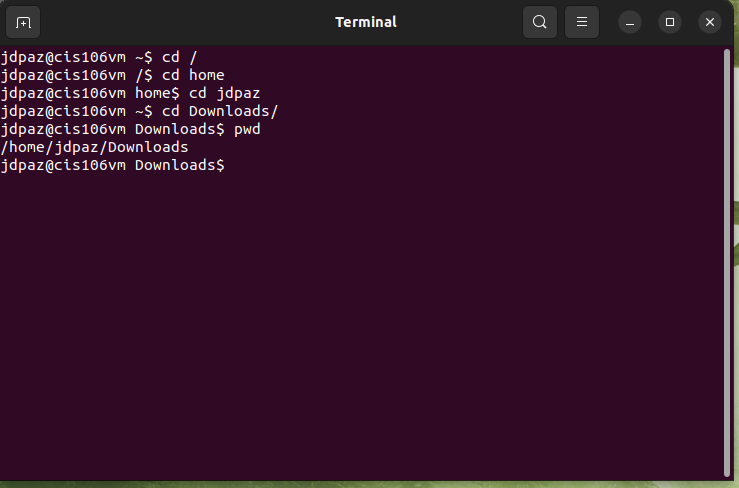 Terminal
jdpaz@cis106vm ~$ cd /
jdpaz@cis106vm /$ cd home
jdpaz@cis106vm home$ cd jdpaz
jdpaz@cis106vm ~$ cd Downloads/
jdpaz@cis106vm Downloads$ pwd
/home/jdpaz/Downloads
jdpaz@cis106vm Downloads$